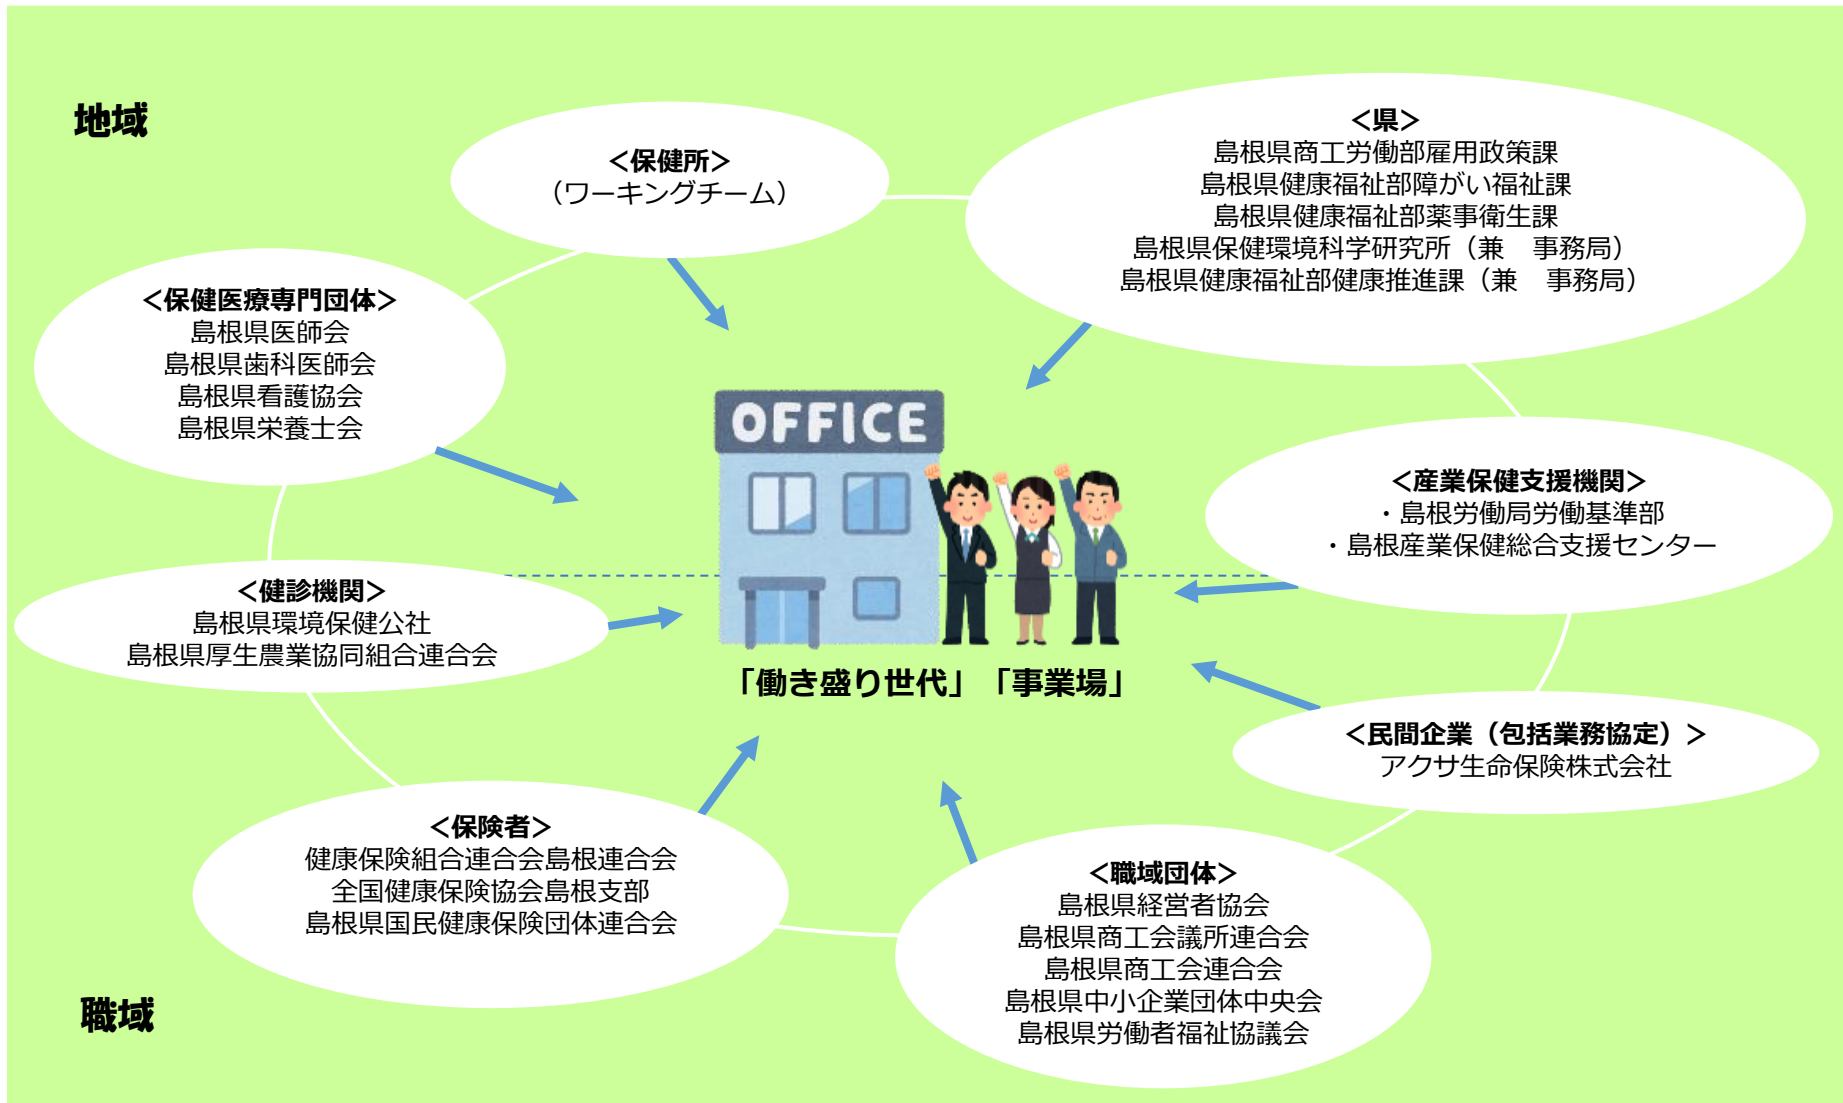 地域
＜保健所＞
（ワーキングチーム）
＜県＞
島根県商工労働部雇用政策課
島根県健康福祉部障がい福祉課
島根県健康福祉部薬事衛生課
島根県保健環境科学研究所（兼　事務局）
島根県健康福祉部健康推進課（兼　事務局）
＜保健医療専門団体＞
島根県医師会
島根県歯科医師会
島根県看護協会
島根県栄養士会
OFFICE
＜産業保健支援機関＞
・島根労働局労働基準部
・島根産業保健総合支援センター
＜健診機関＞
島根県環境保健公社
島根県厚生農業協同組合連合会
「働き盛り世代」「事業場」
＜民間企業（包括業務協定）＞
アクサ生命保険株式会社
＜保険者＞
健康保険組合連合会島根連合会
全国健康保険協会島根支部
島根県国民健康保険団体連合会
＜職域団体＞
島根県経営者協会
島根県商工会議所連合会
島根県商工会連合会
島根県中小企業団体中央会
島根県労働者福祉協議会
職域